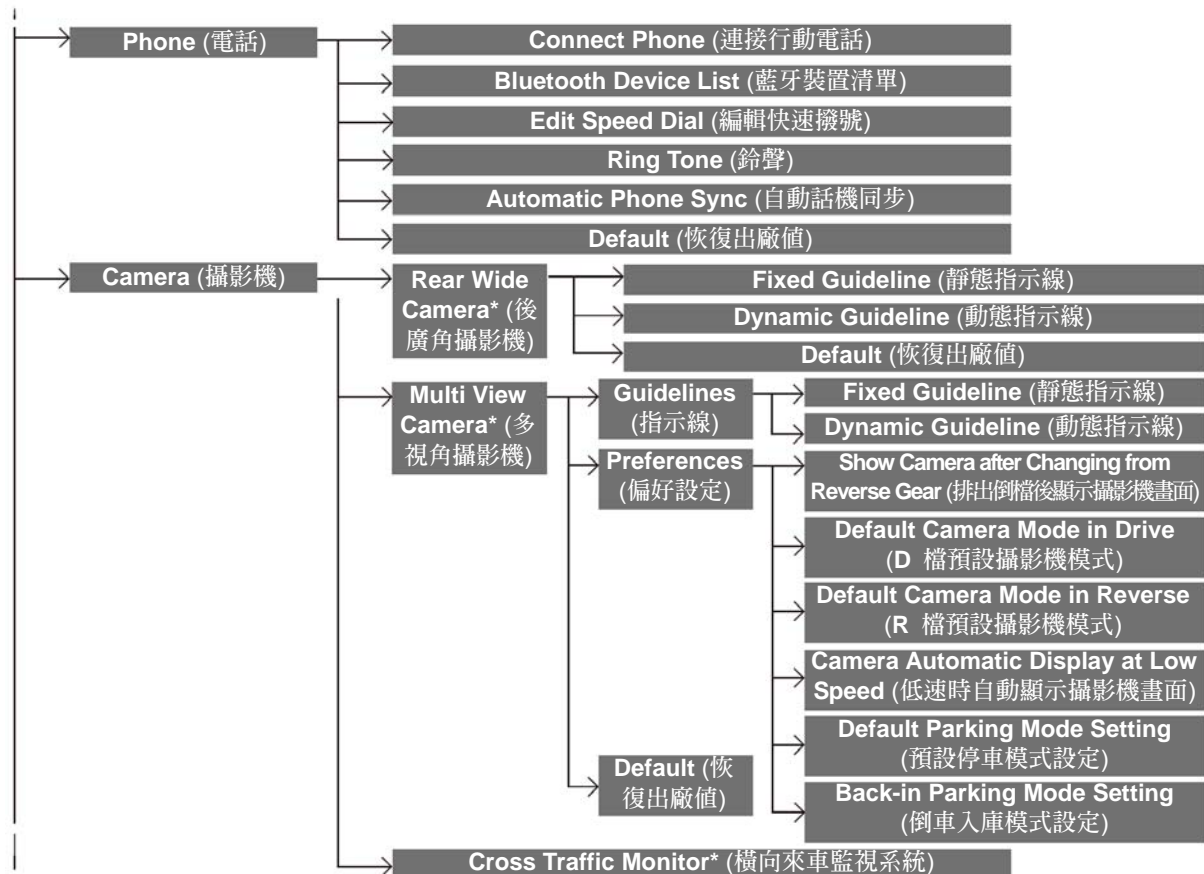 Phone (電話)
Connect Phone (連接行動電話)
Bluetooth Device List (藍牙裝置清單)
Edit Speed Dial (編輯快速撥號)
Ring Tone (鈴聲)
Automatic Phone Sync (自動話機同步)
Default (恢復出廠值)
Camera (攝影機)
Rear Wide
Camera* (後
廣角攝影機)
Fixed Guideline (靜態指示線)
Dynamic Guideline (動態指示線)
Default (恢復出廠值)
Multi View
Camera* (多
視角攝影機)
Guidelines
(指示線)
Fixed Guideline (靜態指示線)
Dynamic Guideline (動態指示線)
Preferences
(偏好設定)
Show Camera after Changing from
Reverse Gear (排出倒檔後顯示攝影機畫面)
Default Camera Mode in Drive
(D 檔預設攝影機模式)
Default Camera Mode in Reverse
(R 檔預設攝影機模式)
Camera Automatic Display at Low
Speed (低速時自動顯示攝影機畫面)
Default Parking Mode Setting
(預設停車模式設定)
Back-in Parking Mode Setting
(倒車入庫模式設定)
Default (恢
復出廠值)
Cross Traffic Monitor* (橫向來車監視系統)